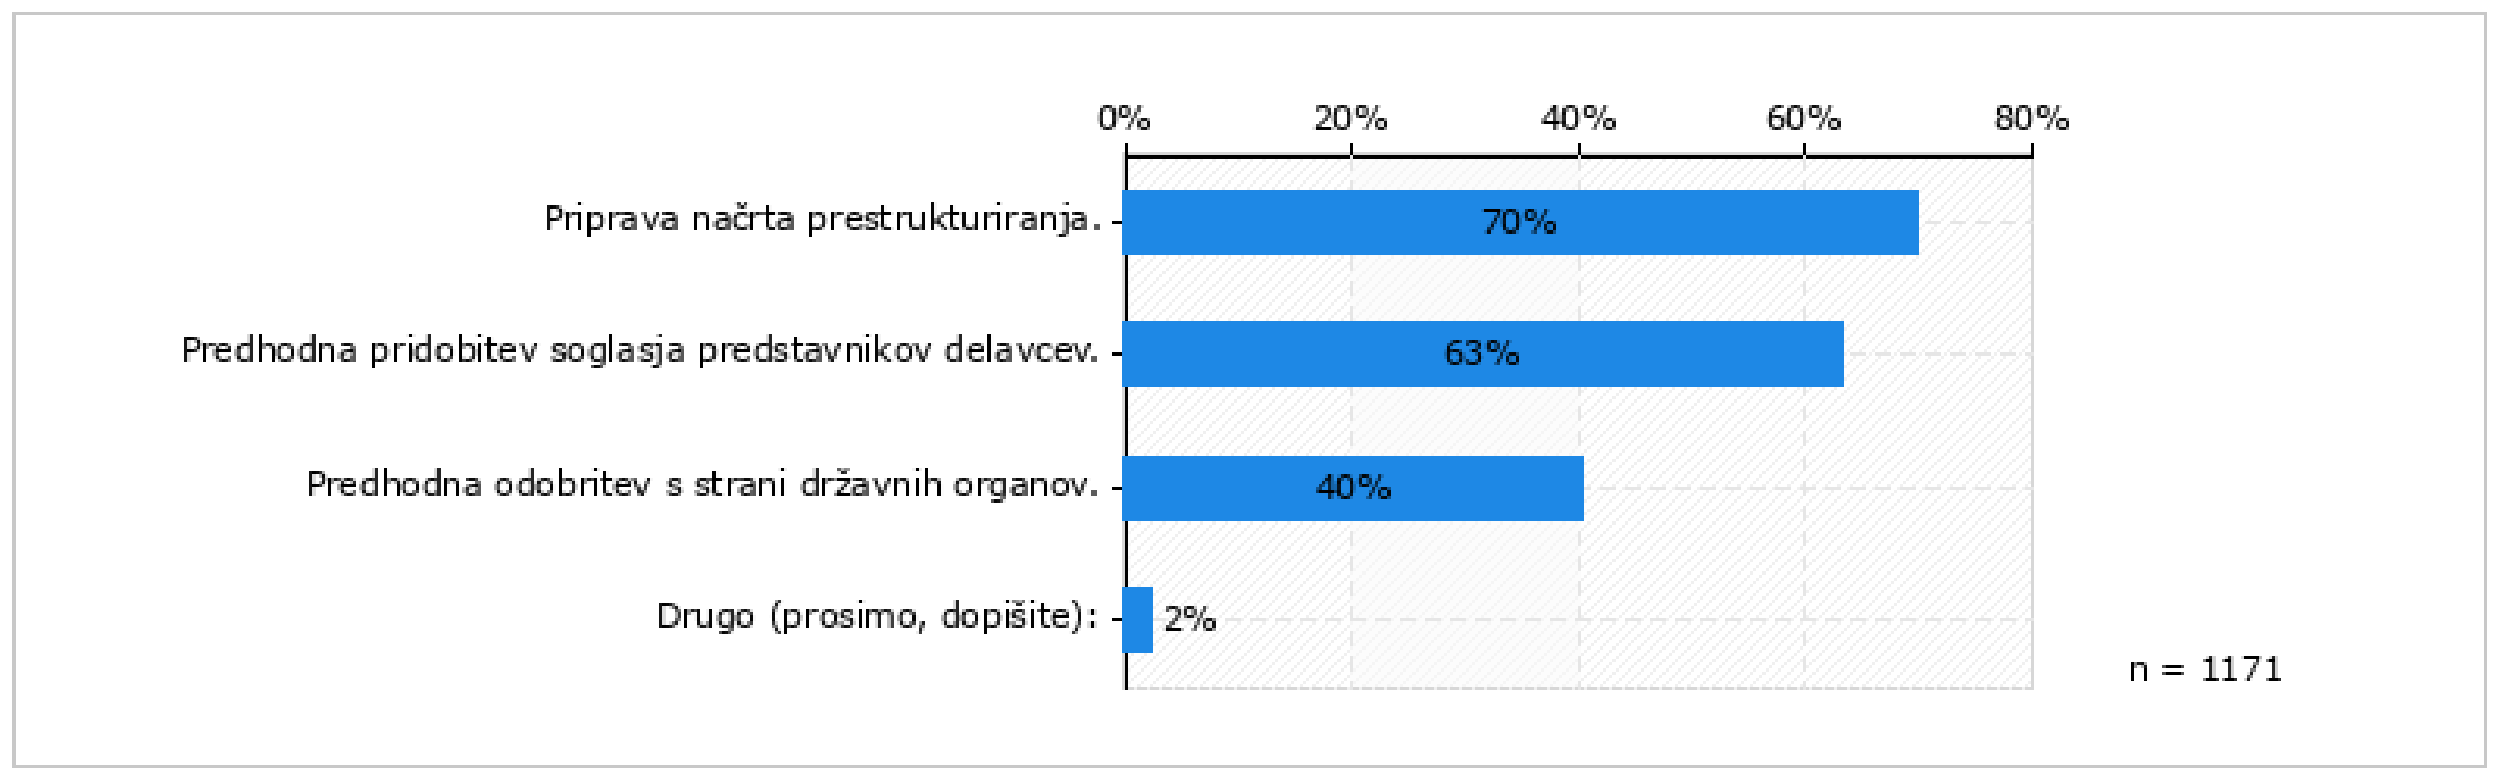 0% 20% 40% 60% 80%
Priprava načrta prestrukturiranja. 70%
Predhodna pridobitev soglasja predstavnikov delavcev. 63%
Predhodna odobritev s strani državnih organov. 40%
Drugo (prosimo, dopišite): 2%
n = 1171